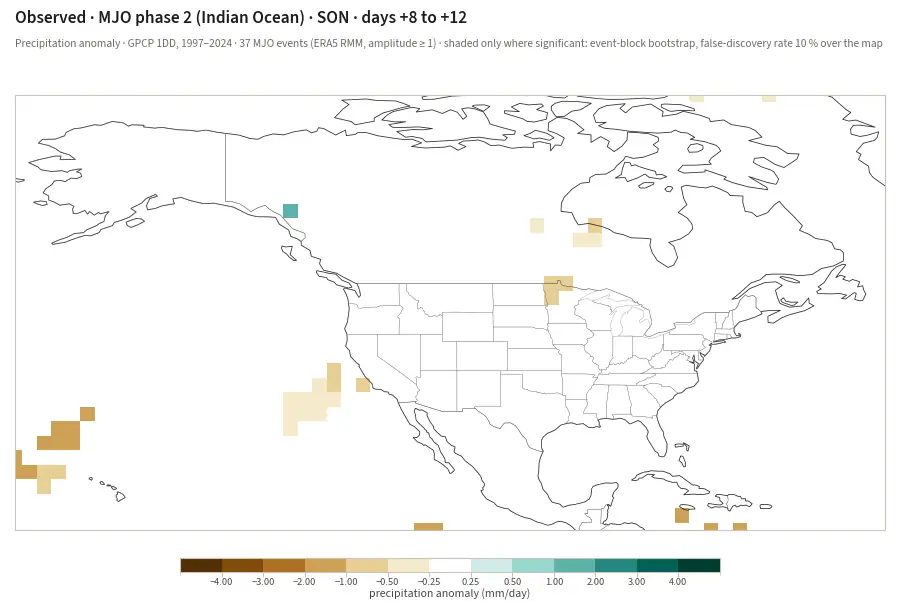 Observed · MJO phase 2 (Indian Ocean) · SON · days +8 to +12
Precipitation anomaly · GPCP 1DD, 1997–2024 · 37 MJO events (ERA5 RMM, amplitude ≥ 1) · shaded only where significant: event-block bootstrap, false-discovery rate 10 % over the map
−4.00 −3.00 −2.00 −1.00 −0.50 −0.25 0.25 0.50 1.00 2.00 3.00 4.00
precipitation anomaly (mm/day)